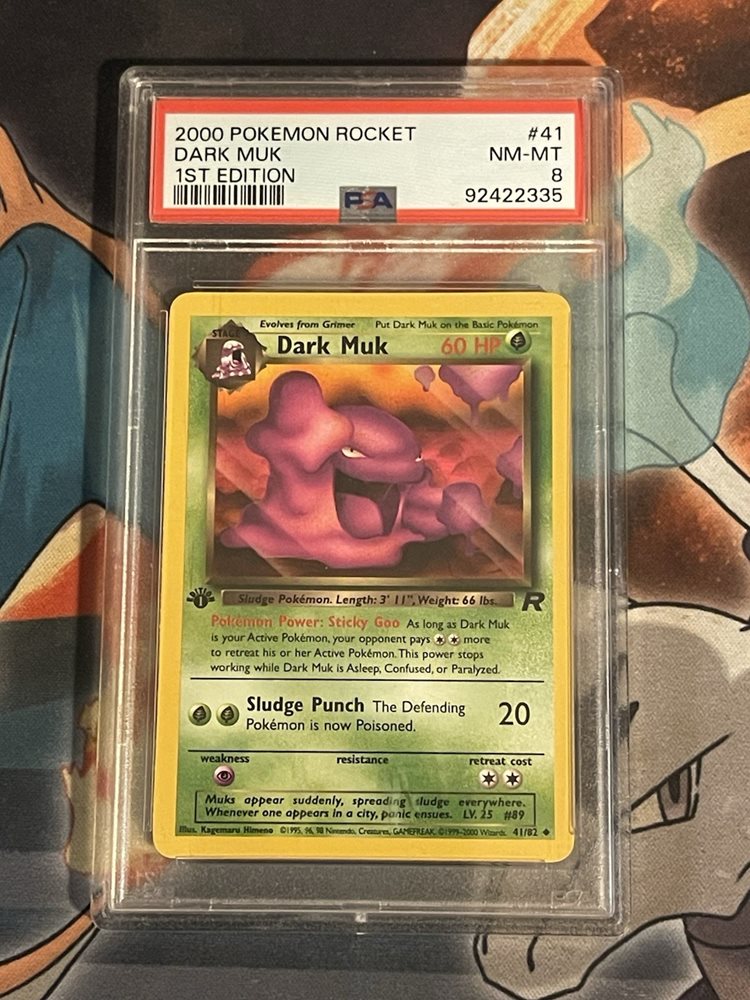 2000 POKEMON ROCKET #41
DARK MUK NM-MT
1ST EDITION 8
PSA 92422335
Evolves from Grimer Put Dark Muk on the Basic Pokémon
STAGE
Dark Muk 60 HP
EDITION 1
Sludge Pokémon. Length: 3' 11", Weight: 66 lbs. R
Pokémon Power: Sticky Goo As long as Dark Muk
is your Active Pokémon, your opponent pays more
to retreat his or her Active Pokémon. This power stops
working while Dark Muk is Asleep, Confused, or Paralyzed.
Sludge Punch The Defending 20
Pokémon is now Poisoned.
weakness resistance retreat cost
Muks appear suddenly, spreading sludge everywhere.
Whenever one appears in a city, panic ensues. LV. 25 #89
Illus. Kagemaru Himeno ©1995, 96, 98 Nintendo, Creatures, GAMEFREAK. ©1999-2000 Wizards. 41/82